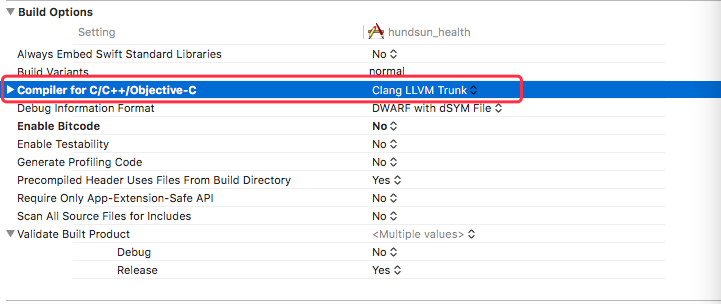 Build Options
Setting hundsun_health
Always Embed Swift Standard Libraries No
Build Variants normal
Compiler for C/C++/Objective-C Clang LLVM Trunk
Debug Information Format DWARF with dSYM File
Enable Bitcode No
Enable Testability No
Generate Profiling Code No
Precompiled Header Uses Files From Build Directory Yes
Require Only App-Extension-Safe API No
Scan All Source Files for Includes No
Validate Built Product <Multiple values>
Debug No
Release Yes